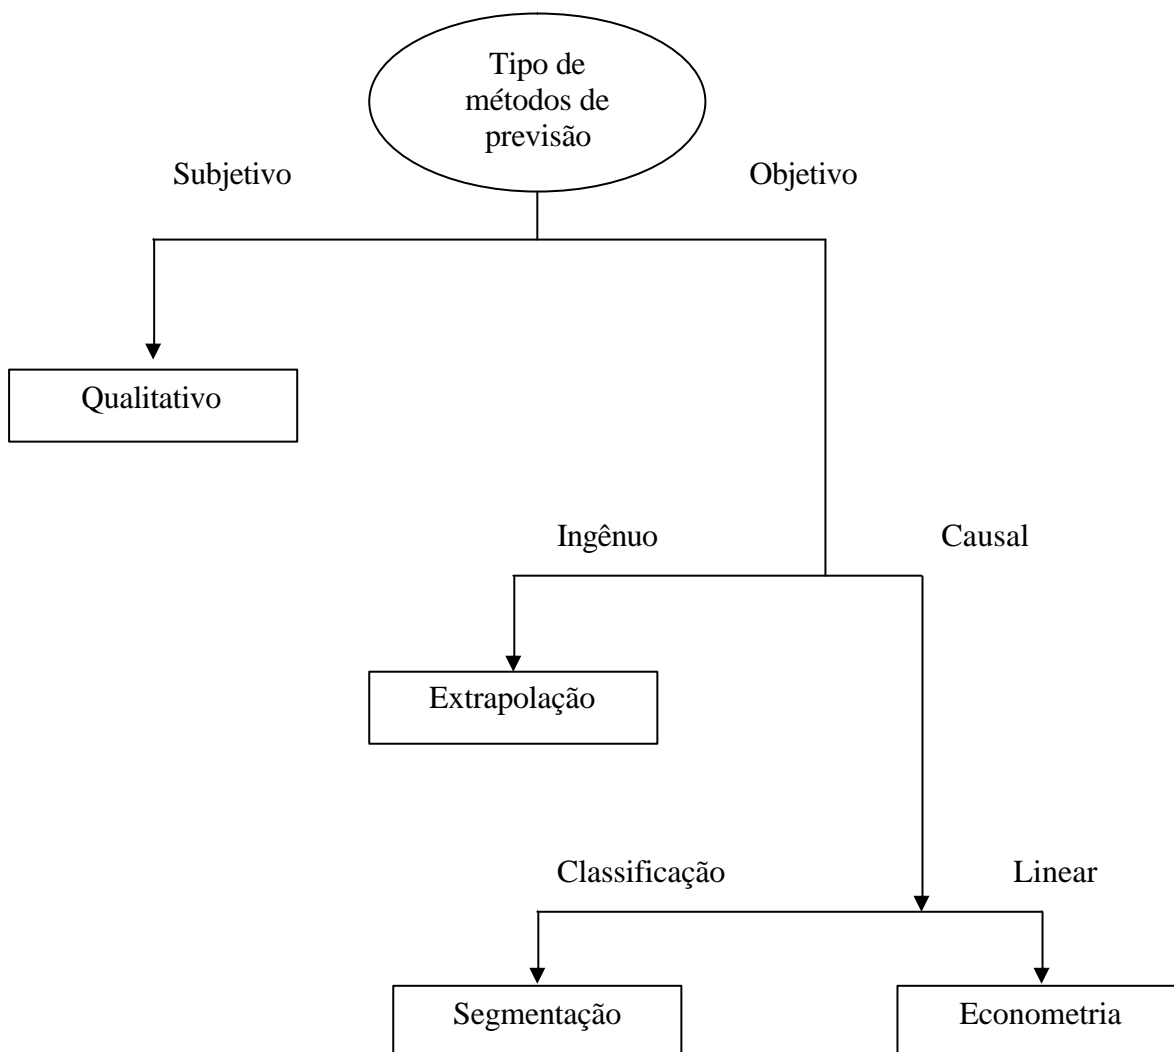 Tipo de
métodos de
previsão
Subjetivo
Objetivo
Qualitativo
Ingênuo
Causal
Extrapolação
Classificação
Linear
Segmentação
Econometria